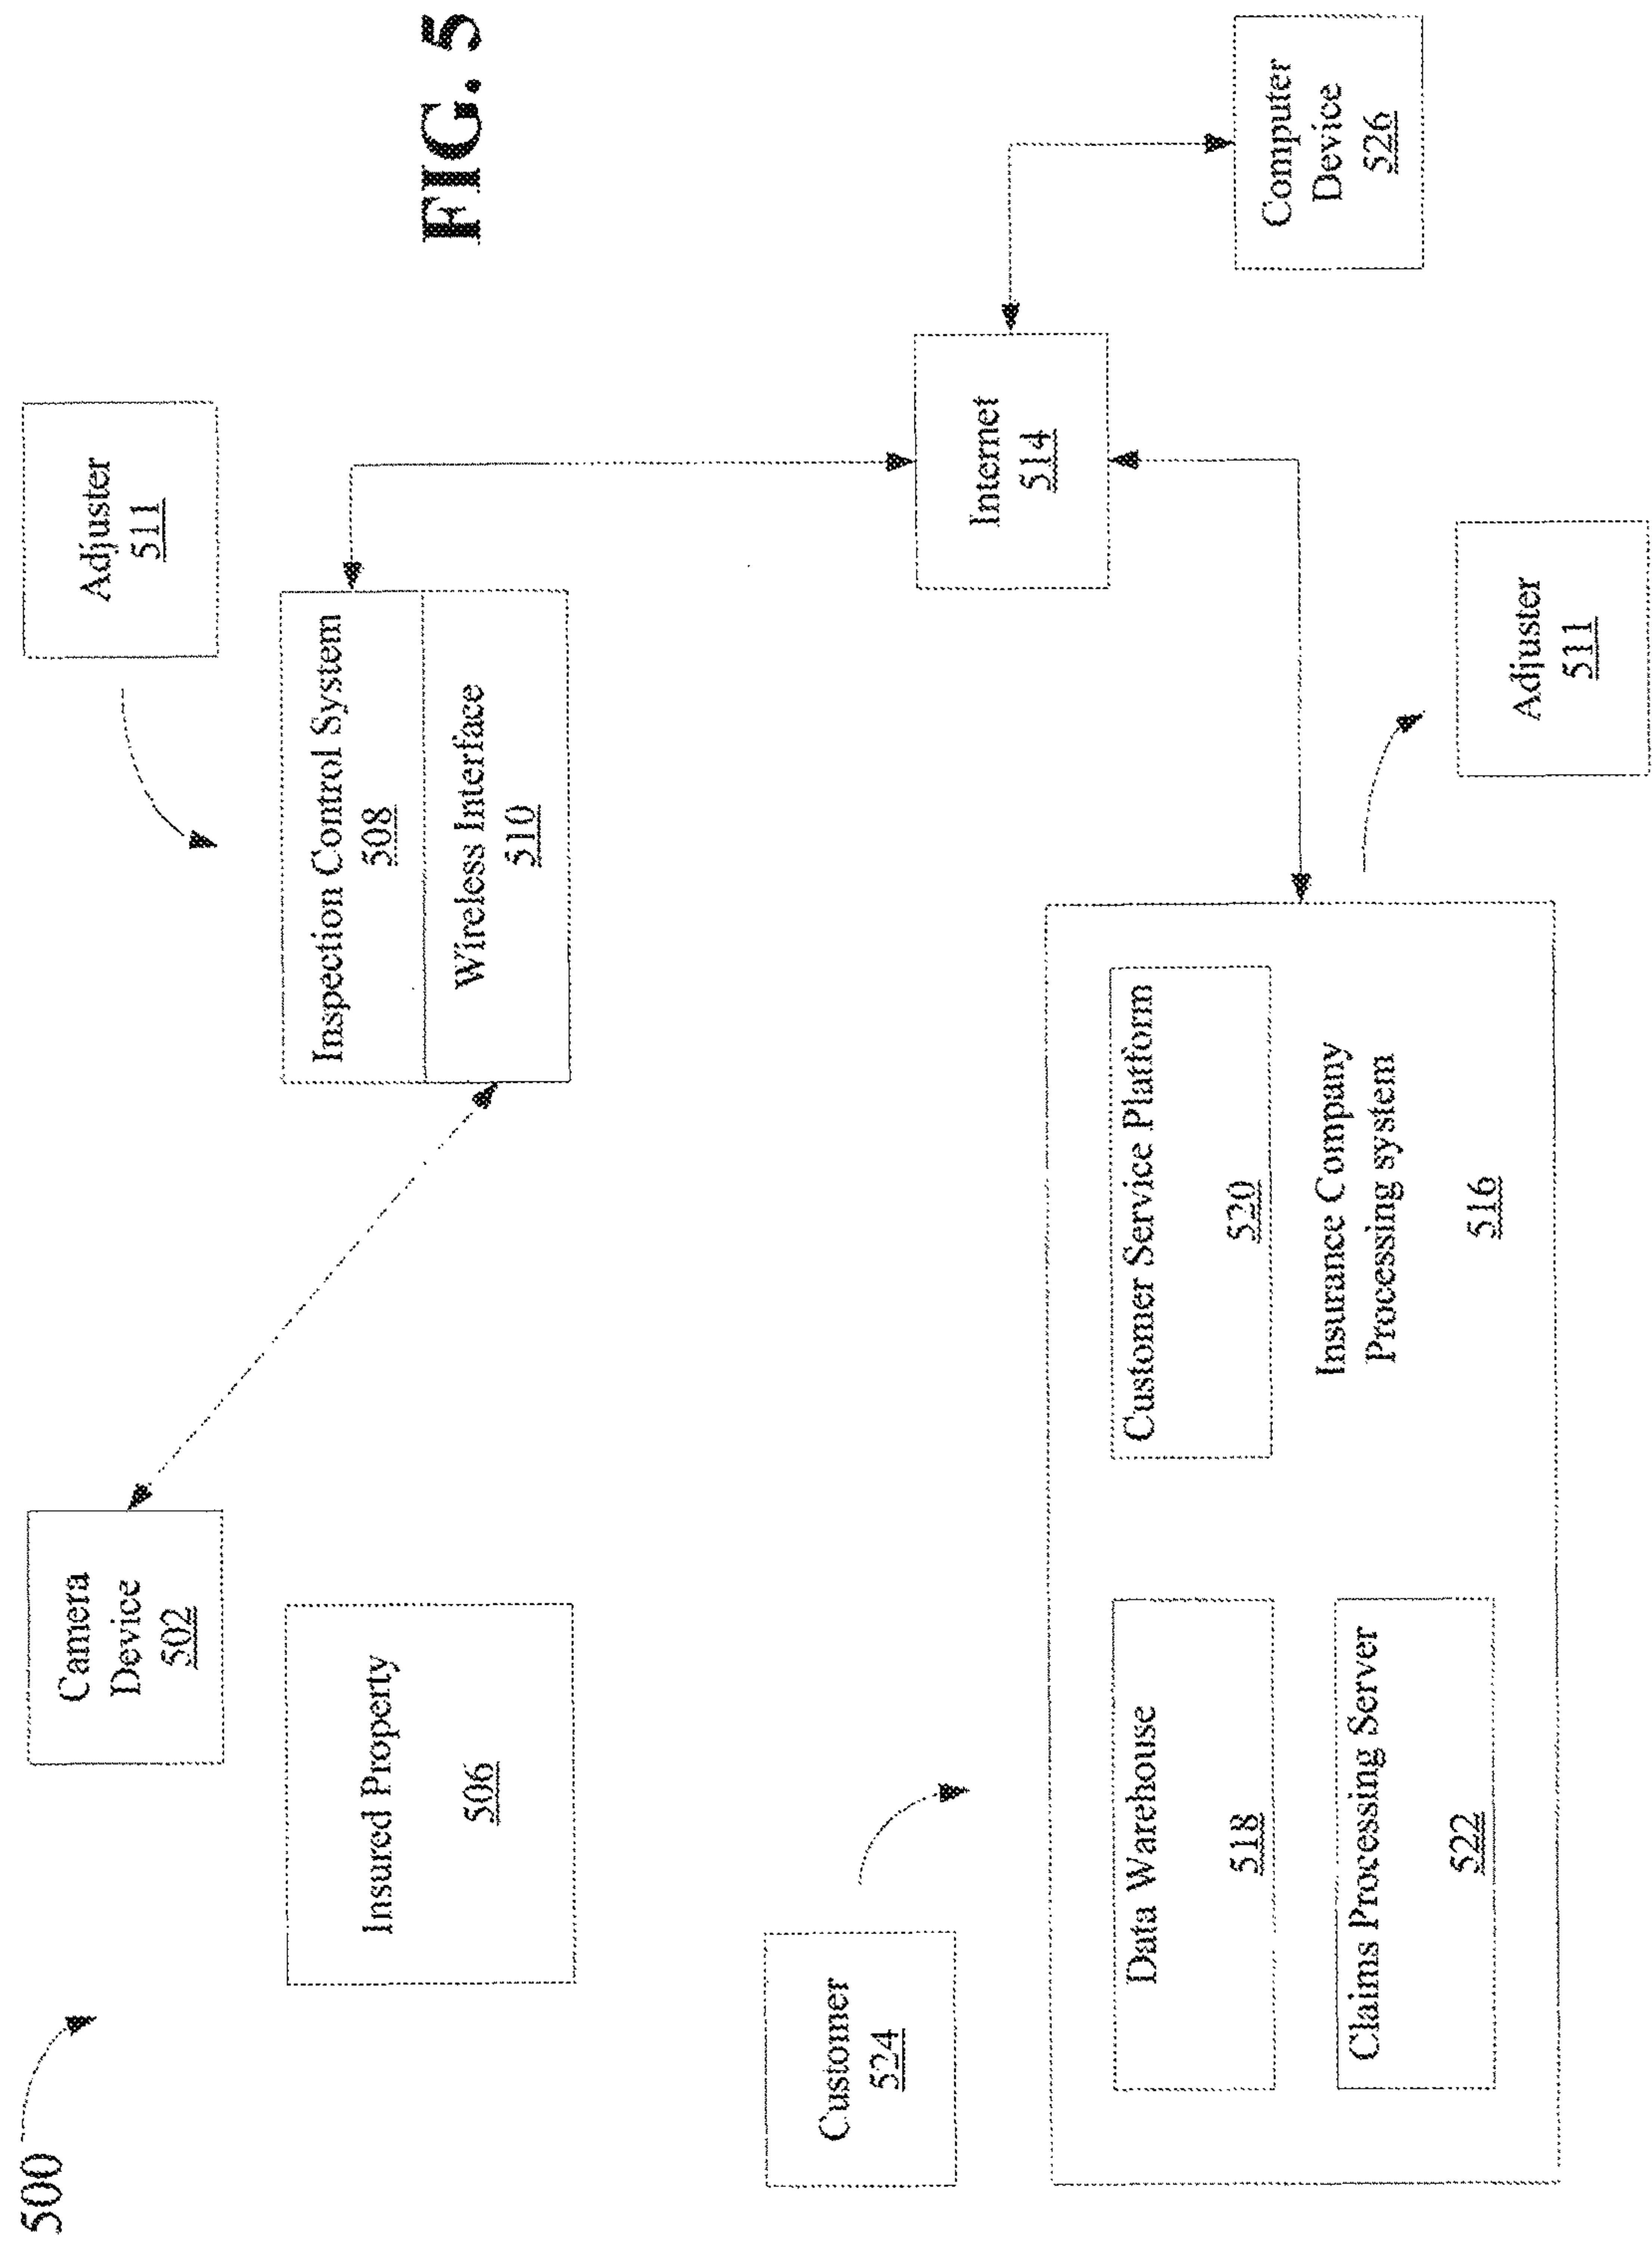 500
Camera
Device
502
Insured Property
506
Adjuster
511
Inspection Control System
508
Wireless Interface
510
FIG. 5
Customer
524
Internet
514
Data Warehouse
518
Customer Service Platform
520
Claims Processing Server
522
Insurance Company
Processing system
516
Adjuster
511
Computer
Device
526